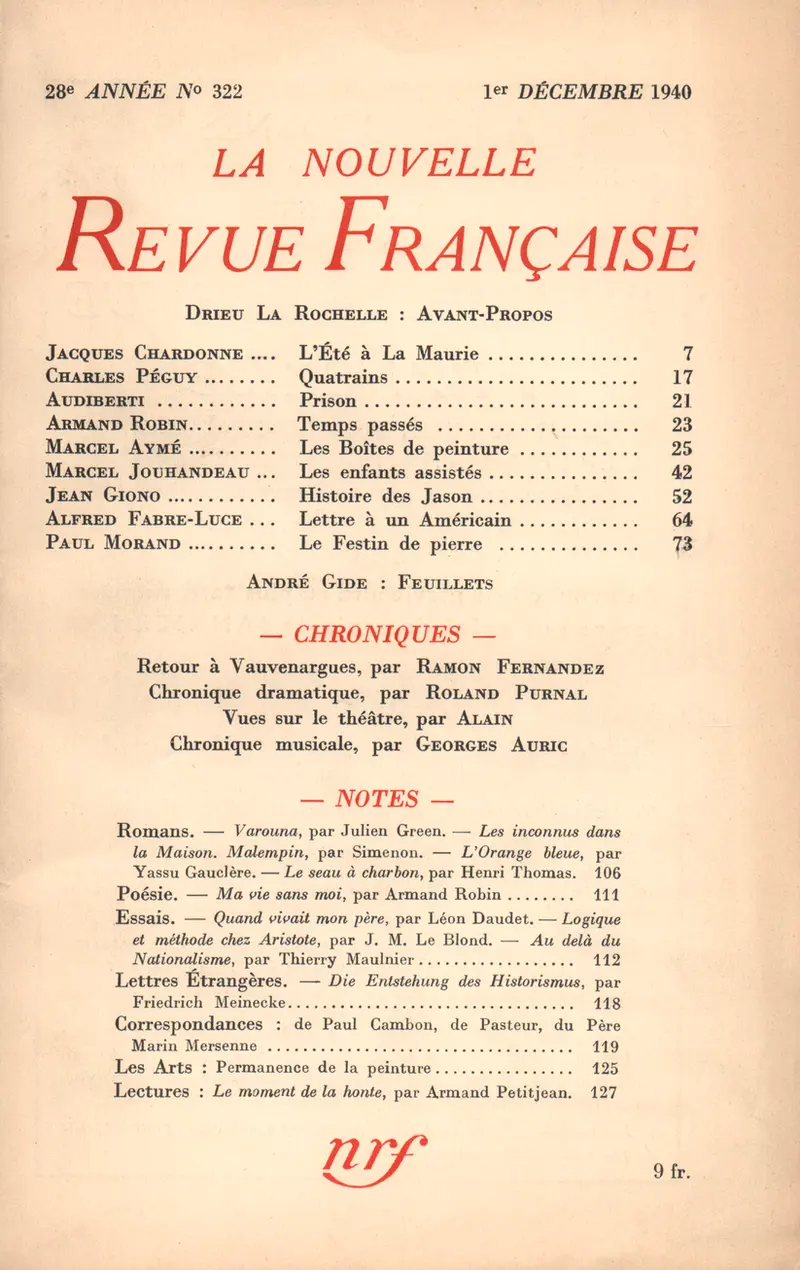 28e ANNÉE No 322 1er DÉCEMBRE 1940
LA NOUVELLE
REVUE FRANÇAISE
DRIEU LA ROCHELLE : AVANT-PROPOS
JACQUES CHARDONNE .... L'Été à La Maurie ............... 7
CHARLES PÉGUY ........ Quatrains ......................... 17
AUDIBERTI ............ Prison ............................ 21
ARMAND ROBIN......... Temps passés ..................... 23
MARCEL AYMÉ .......... Les Boîtes de peinture ............ 25
MARCEL JOUHANDEAU ... Les enfants assistés ............... 42
JEAN GIONO ............ Histoire des Jason ................ 52
ALFRED FABRE-LUCE ... Lettre à un Américain ............ 64
PAUL MORAND .......... Le Festin de pierre .............. 73
ANDRÉ GIDE : FEUILLETS
— CHRONIQUES —
Retour à Vauvenargues, par RAMON FERNANDEZ
Chronique dramatique, par ROLAND PURNAL
Vues sur le théâtre, par ALAIN
Chronique musicale, par GEORGES AURIC
— NOTES —
Romans. — Varouna, par Julien Green. — Les inconnus dans
la Maison. Malempin, par Simenon. — L'Orange bleue, par
Yassu Gauclère. — Le seau à charbon, par Henri Thomas. 106
Poésie. — Ma vie sans moi, par Armand Robin ........ 111
Essais. — Quand vivait mon père, par Léon Daudet. — Logique
et méthode chez Aristote, par J. M. Le Blond. — Au delà du
Nationalisme, par Thierry Maulnier .................. 112
Lettres Étrangères. — Die Entstehung des Historismus, par
Friedrich Meinecke................................. 118
Correspondances : de Paul Cambon, de Pasteur, du Père
Marin Mersenne ................................... 119
Les Arts : Permanence de la peinture................ 125
Lectures : Le moment de la honte, par Armand Petitjean. 127
nrf
9 fr.